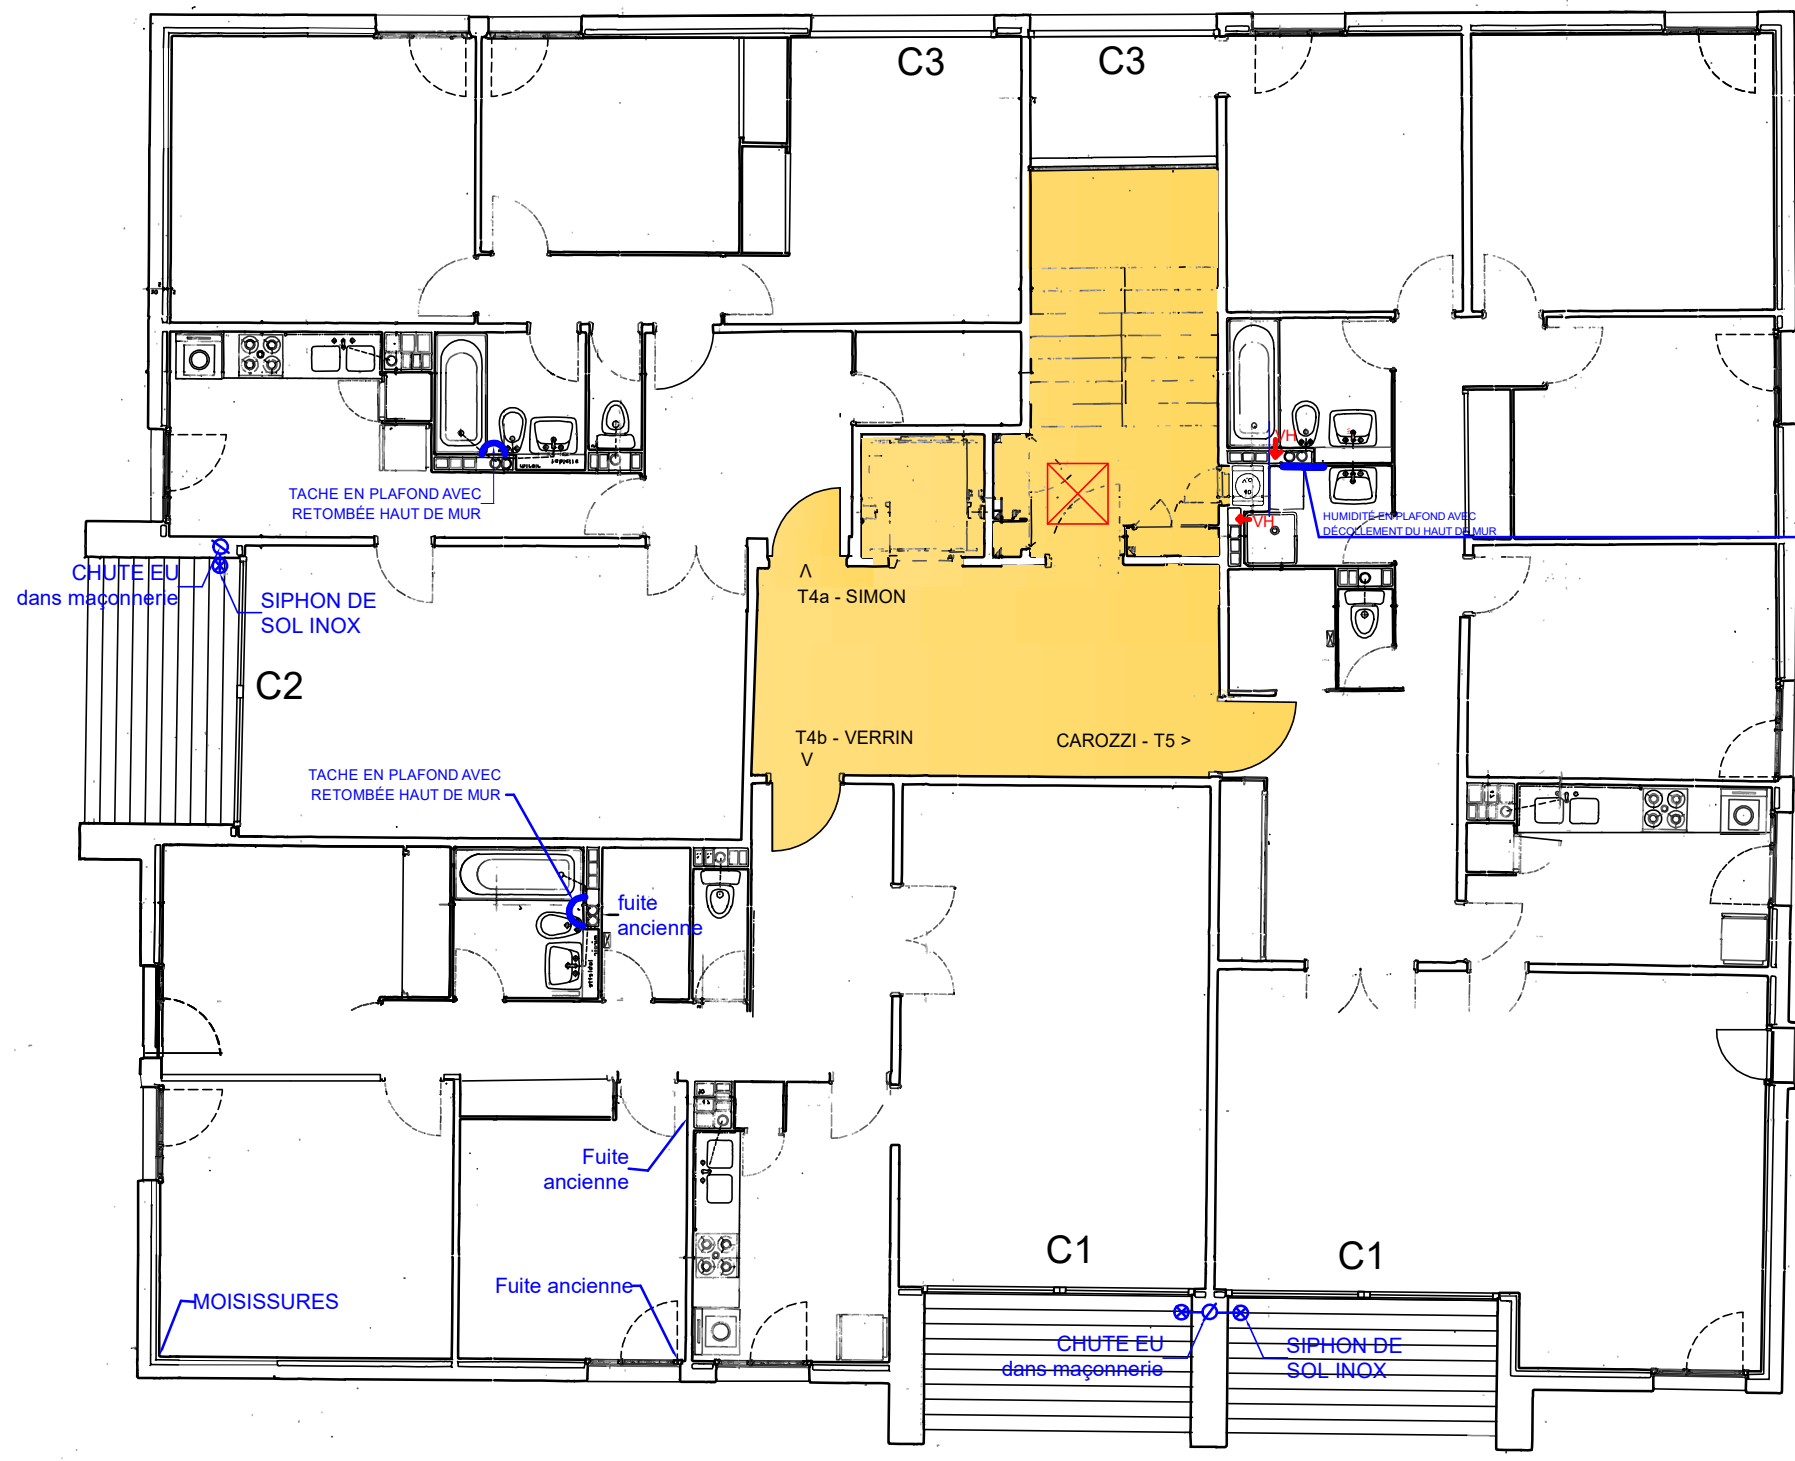 C3
C3
VH
TACHE EN PLAFOND AVEC
RETOMBÉE HAUT DE MUR
VH
HUMIDITÉ EN PLAFOND AVEC
DÉCOLLEMENT DU HAUT DE MUR
CHUTE EU
dans maçonnerie
SIPHON DE
SOL INOX
T4a - SIMON
C2
T4b - VERRIN
CAROZZI - T5 >
TACHE EN PLAFOND AVEC
RETOMBÉE HAUT DE MUR
fuite
ancienne
Fuite
ancienne
C1
C1
Fuite ancienne
MOISISSURES
CHUTE EU
dans maçonnerie
SIPHON DE
SOL INOX